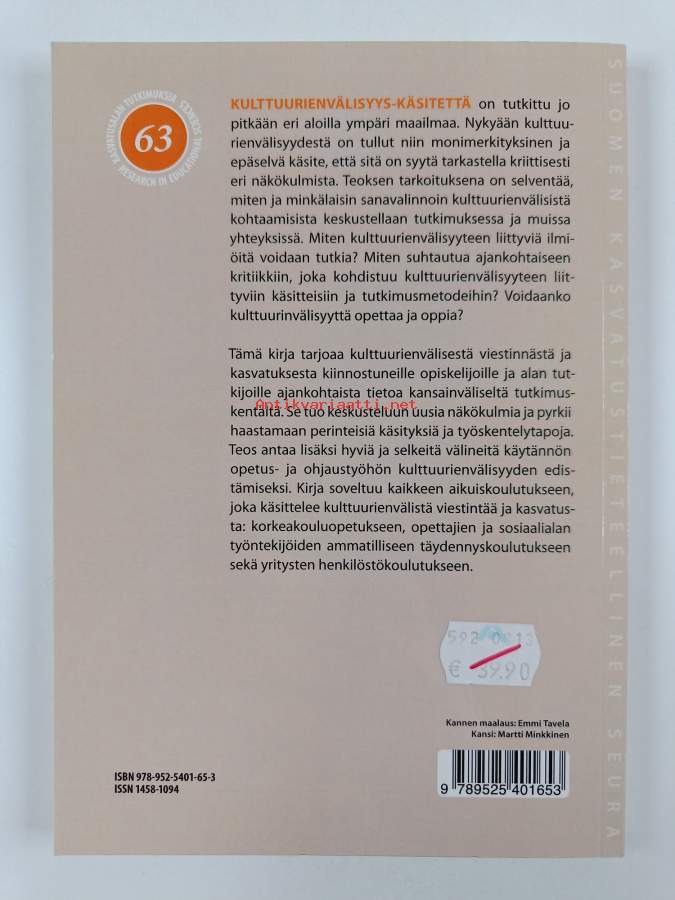 KASVATUSALAN TUTKIMUKSIA
RESEARCH IN EDUCATIONAL SCIENCES
63
KULTTUURIENVÄLISYYS-KÄSITETTÄ on tutkittu jo
pitkään eri aloilla ympäri maailmaa. Nykyään kulttuu-
rienvälisyydestä on tullut niin monimerkityksinen ja
epäselvä käsite, että sitä on syytä tarkastella kriittisesti
eri näkökulmista. Teoksen tarkoituksena on selventää,
miten ja minkälaisin sanavalinnoin kulttuurienvälisistä
kohtaamisista keskustellaan tutkimuksessa ja muissa
yhteyksissä. Miten kulttuurienvälisyyteen liittyviä ilmi-
öitä voidaan tutkia? Miten suhtautua ajankohtaiseen
kritiikkiin, joka kohdistuu kulttuurienvälisyyteen liit-
tyviin käsitteisiin ja tutkimusmetodeihin? Voidaanko
kulttuurinvälisyyttä opettaa ja oppia?
Tämä kirja tarjoaa kulttuurienvälisestä viestinnästä ja
kasvatuksesta kiinnostuneille opiskelijoille ja alan tut-
kijoille ajankohtaista tietoa kansainväliseltä tutkimus-
Antikvariaatti.net
kentältä. Se tuo keskusteluun uusia näkökulmia ja pyrkii
haastamaan perinteisiä käsityksiä ja työskentelytapoja.
Teos antaa lisäksi hyviä ja selkeitä välineitä käytännön
opetus- ja ohjaustyöhön kulttuurienvälisyyden edis-
tämiseksi. Kirja soveltuu kaikkeen aikuiskoulutukseen,
joka käsittelee kulttuurienvälistä viestintää ja kasvatus-
ta: korkeakouluopetukseen, opettajien ja sosiaalialan
työntekijöiden ammatilliseen täydennyskoulutukseen
sekä yritysten henkilöstökoulutukseen.
SUOMEN KASVATUSTIETEELLINEN SEURA
592
€ 39.90
Kannen maalaus: Emmi Tavela
Kansi: Martti Minkkinen
ISBN 978-952-5401-65-3
ISSN 1458-1094
9 789525 401653